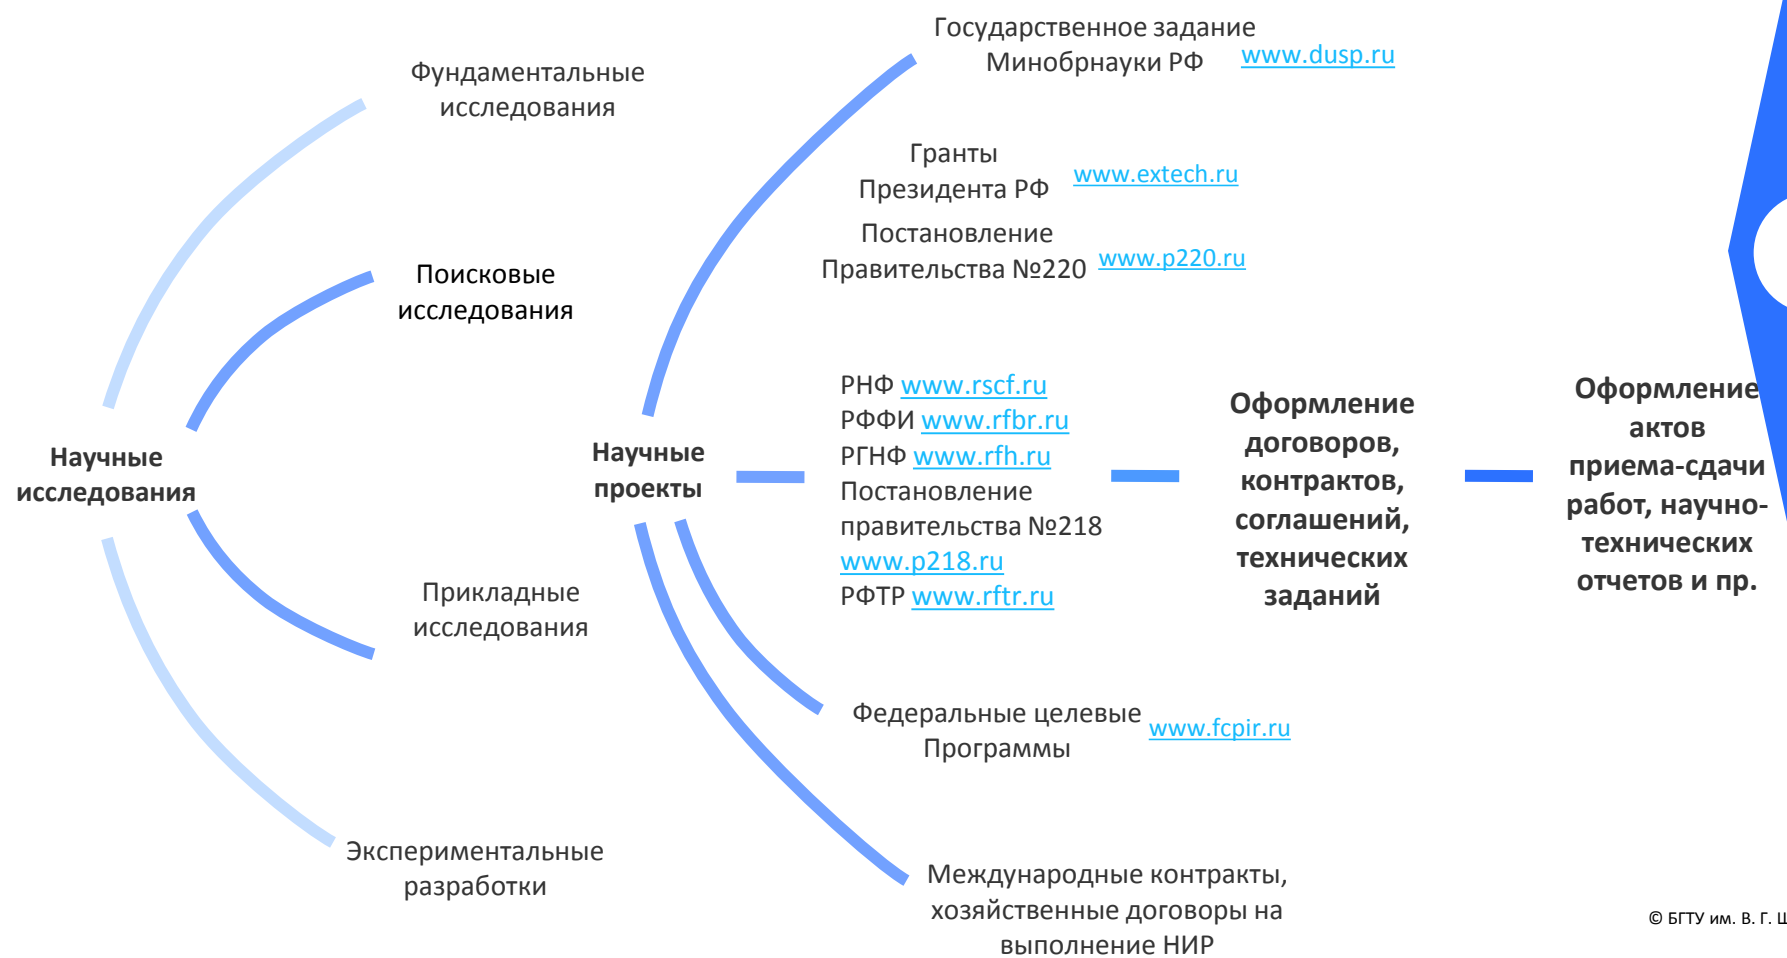 Научные
исследования
Фундаментальные
исследования
Поисковые
исследования
Прикладные
исследования
Экспериментальные
разработки
Научные
проекты
Государственное задание
Минобрнауки РФ www.dusp.ru
Гранты
Президента РФ www.extech.ru
Постановление
Правительства №220 www.p220.ru
РНФ www.rscf.ru
РФФИ www.rfbr.ru
РГНФ www.rfh.ru
Постановление
правительства №218
www.p218.ru
РФТР www.rftr.ru
Федеральные целевые
Программы www.fcpir.ru
Международные контракты,
хозяйственные договоры на
выполнение НИР
Оформление
договоров,
контрактов,
соглашений,
технических
заданий
Оформление
актов
приема-сдачи
работ, научно-
технических
отчетов и пр.
© БГТУ им. В. Г.